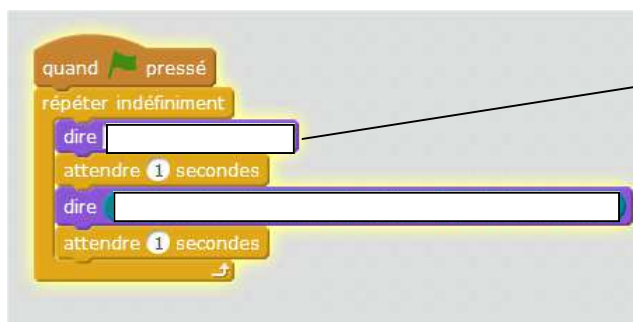 quand pressé
répéter indéfiniment
dire
attendre 1 secondes
dire
attendre 1 secondes